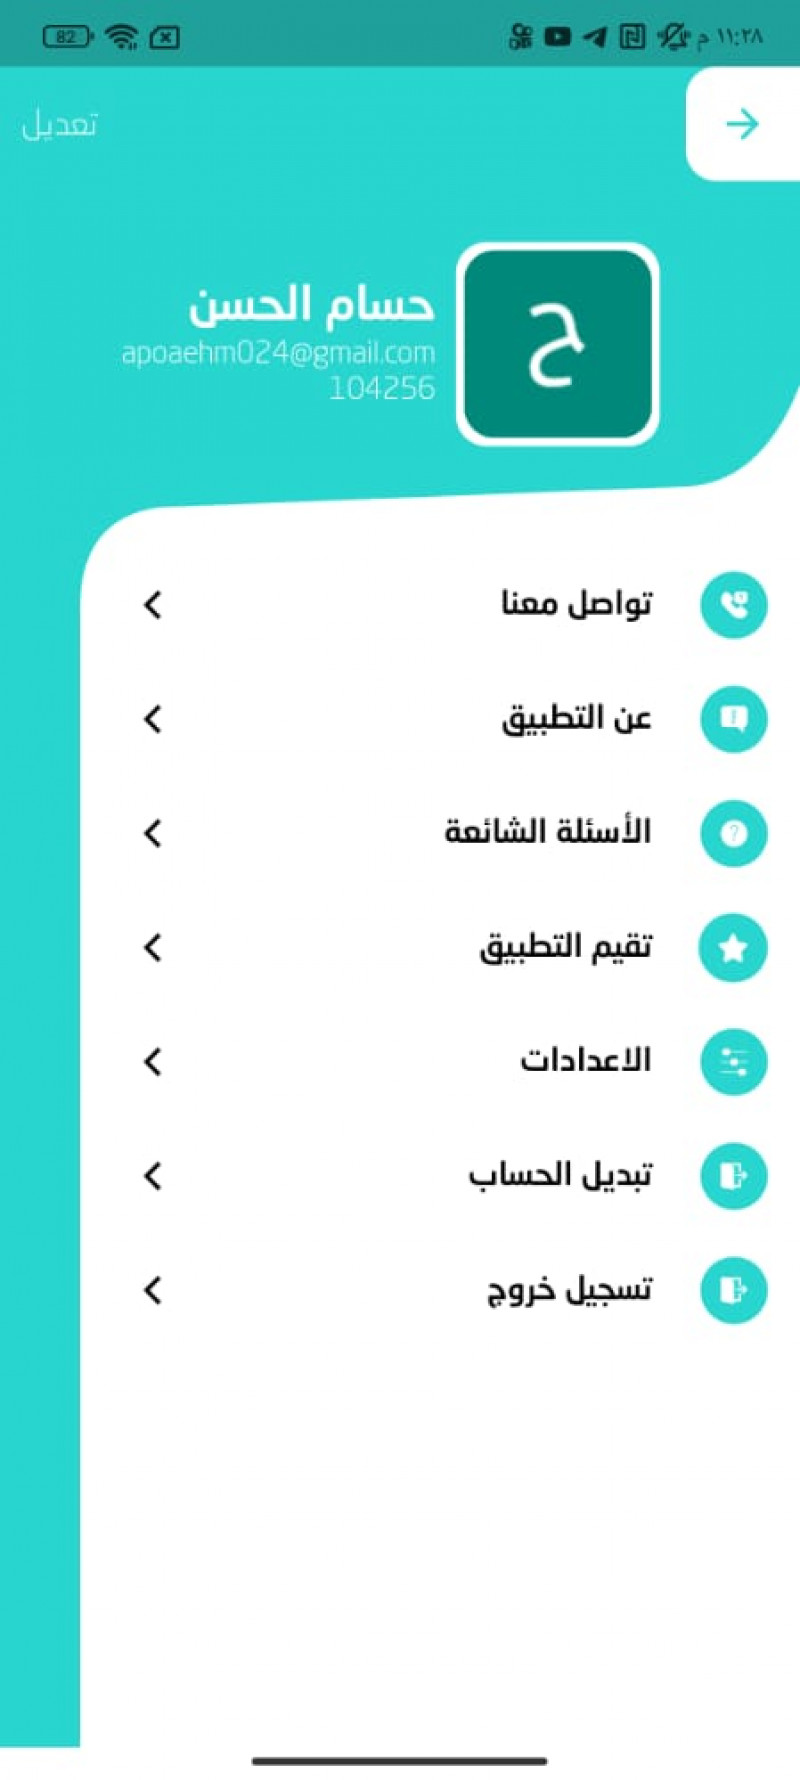 ١١:٢٨ م
82
تعديل
ح
حسام الحسن
apoaehm024@gmail.com
104256
تواصل معنا
عن التطبيق
الأسئلة الشائعة
تقيم التطبيق
الاعدادات
تبديل الحساب
تسجيل خروج